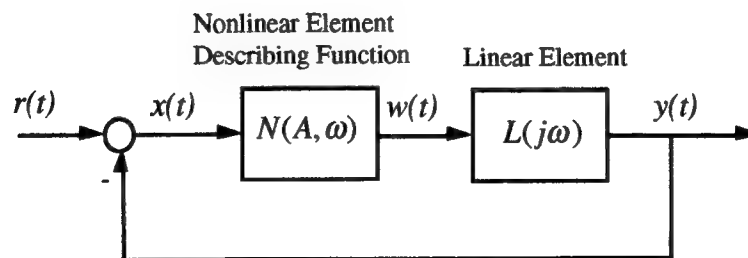 Nonlinear Element
Describing Function
Linear Element
r(t)
x(t)
N(A, ω)
w(t)
L(jω)
y(t)
-